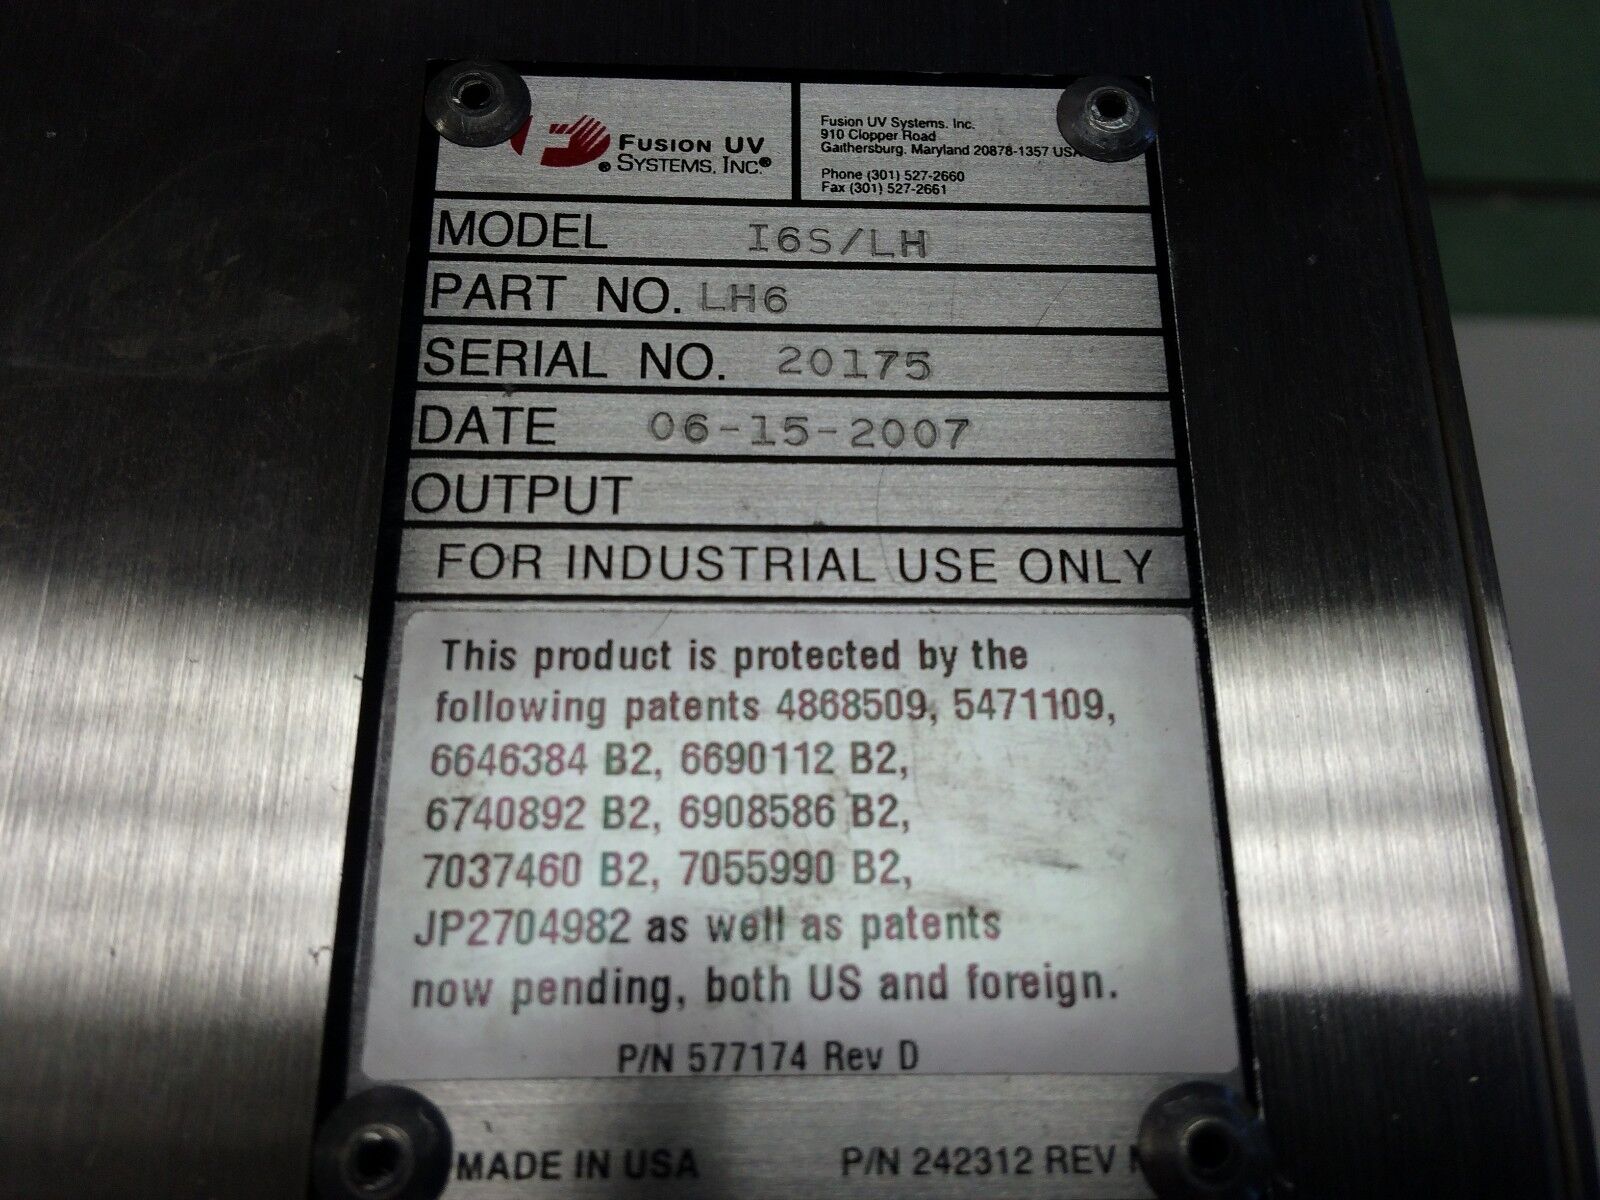 FUSION UV
SYSTEMS, INC.®
Fusion UV Systems, Inc.
910 Clopper Road
Gaithersburg, Maryland 20878-1357 USA
Phone (301) 527-2660
Fax (301) 527-2661
MODEL I6S/LH
PART NO. LH6
SERIAL NO. 20175
DATE 06-15-2007
OUTPUT
FOR INDUSTRIAL USE ONLY
This product is protected by the
following patents 4868509, 5471109,
6646384 B2, 6690112 B2,
6740892 B2, 6908586 B2,
7037460 B2, 7055990 B2,
JP2704982 as well as patents
now pending, both US and foreign.
P/N 577174 Rev D
MADE IN USA P/N 242312 REV